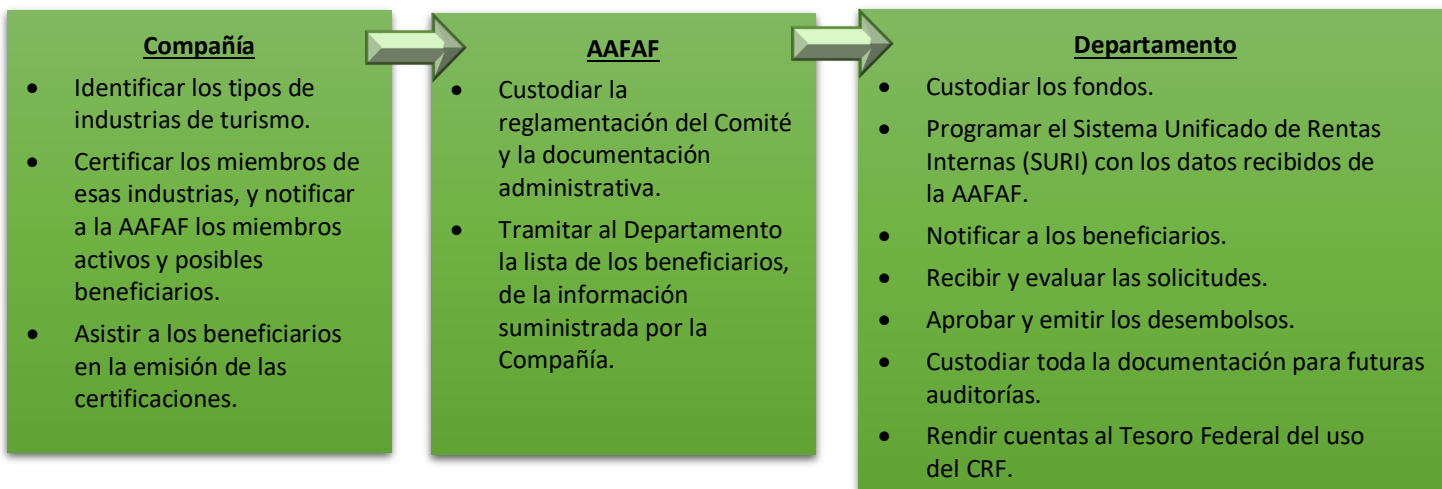 Compañía
• Identificar los tipos de
industrias de turismo.
• Certificar los miembros de
esas industrias, y notificar
a la AAFAF los miembros
activos y posibles
beneficiarios.
• Asistir a los beneficiarios
en la emisión de las
certificaciones.
AAFAF
• Custodiar la
reglamentación del Comité
y la documentación
administrativa.
• Tramitar al Departamento
la lista de los beneficiarios,
de la información
suministrada por la
Compañía.
Departamento
• Custodiar los fondos.
• Programar el Sistema Unificado de Rentas
Internas (SURI) con los datos recibidos de
la AAFAF.
• Notificar a los beneficiarios.
• Recibir y evaluar las solicitudes.
• Aprobar y emitir los desembolsos.
• Custodiar toda la documentación para futuras
auditorías.
• Rendir cuentas al Tesoro Federal del uso
del CRF.